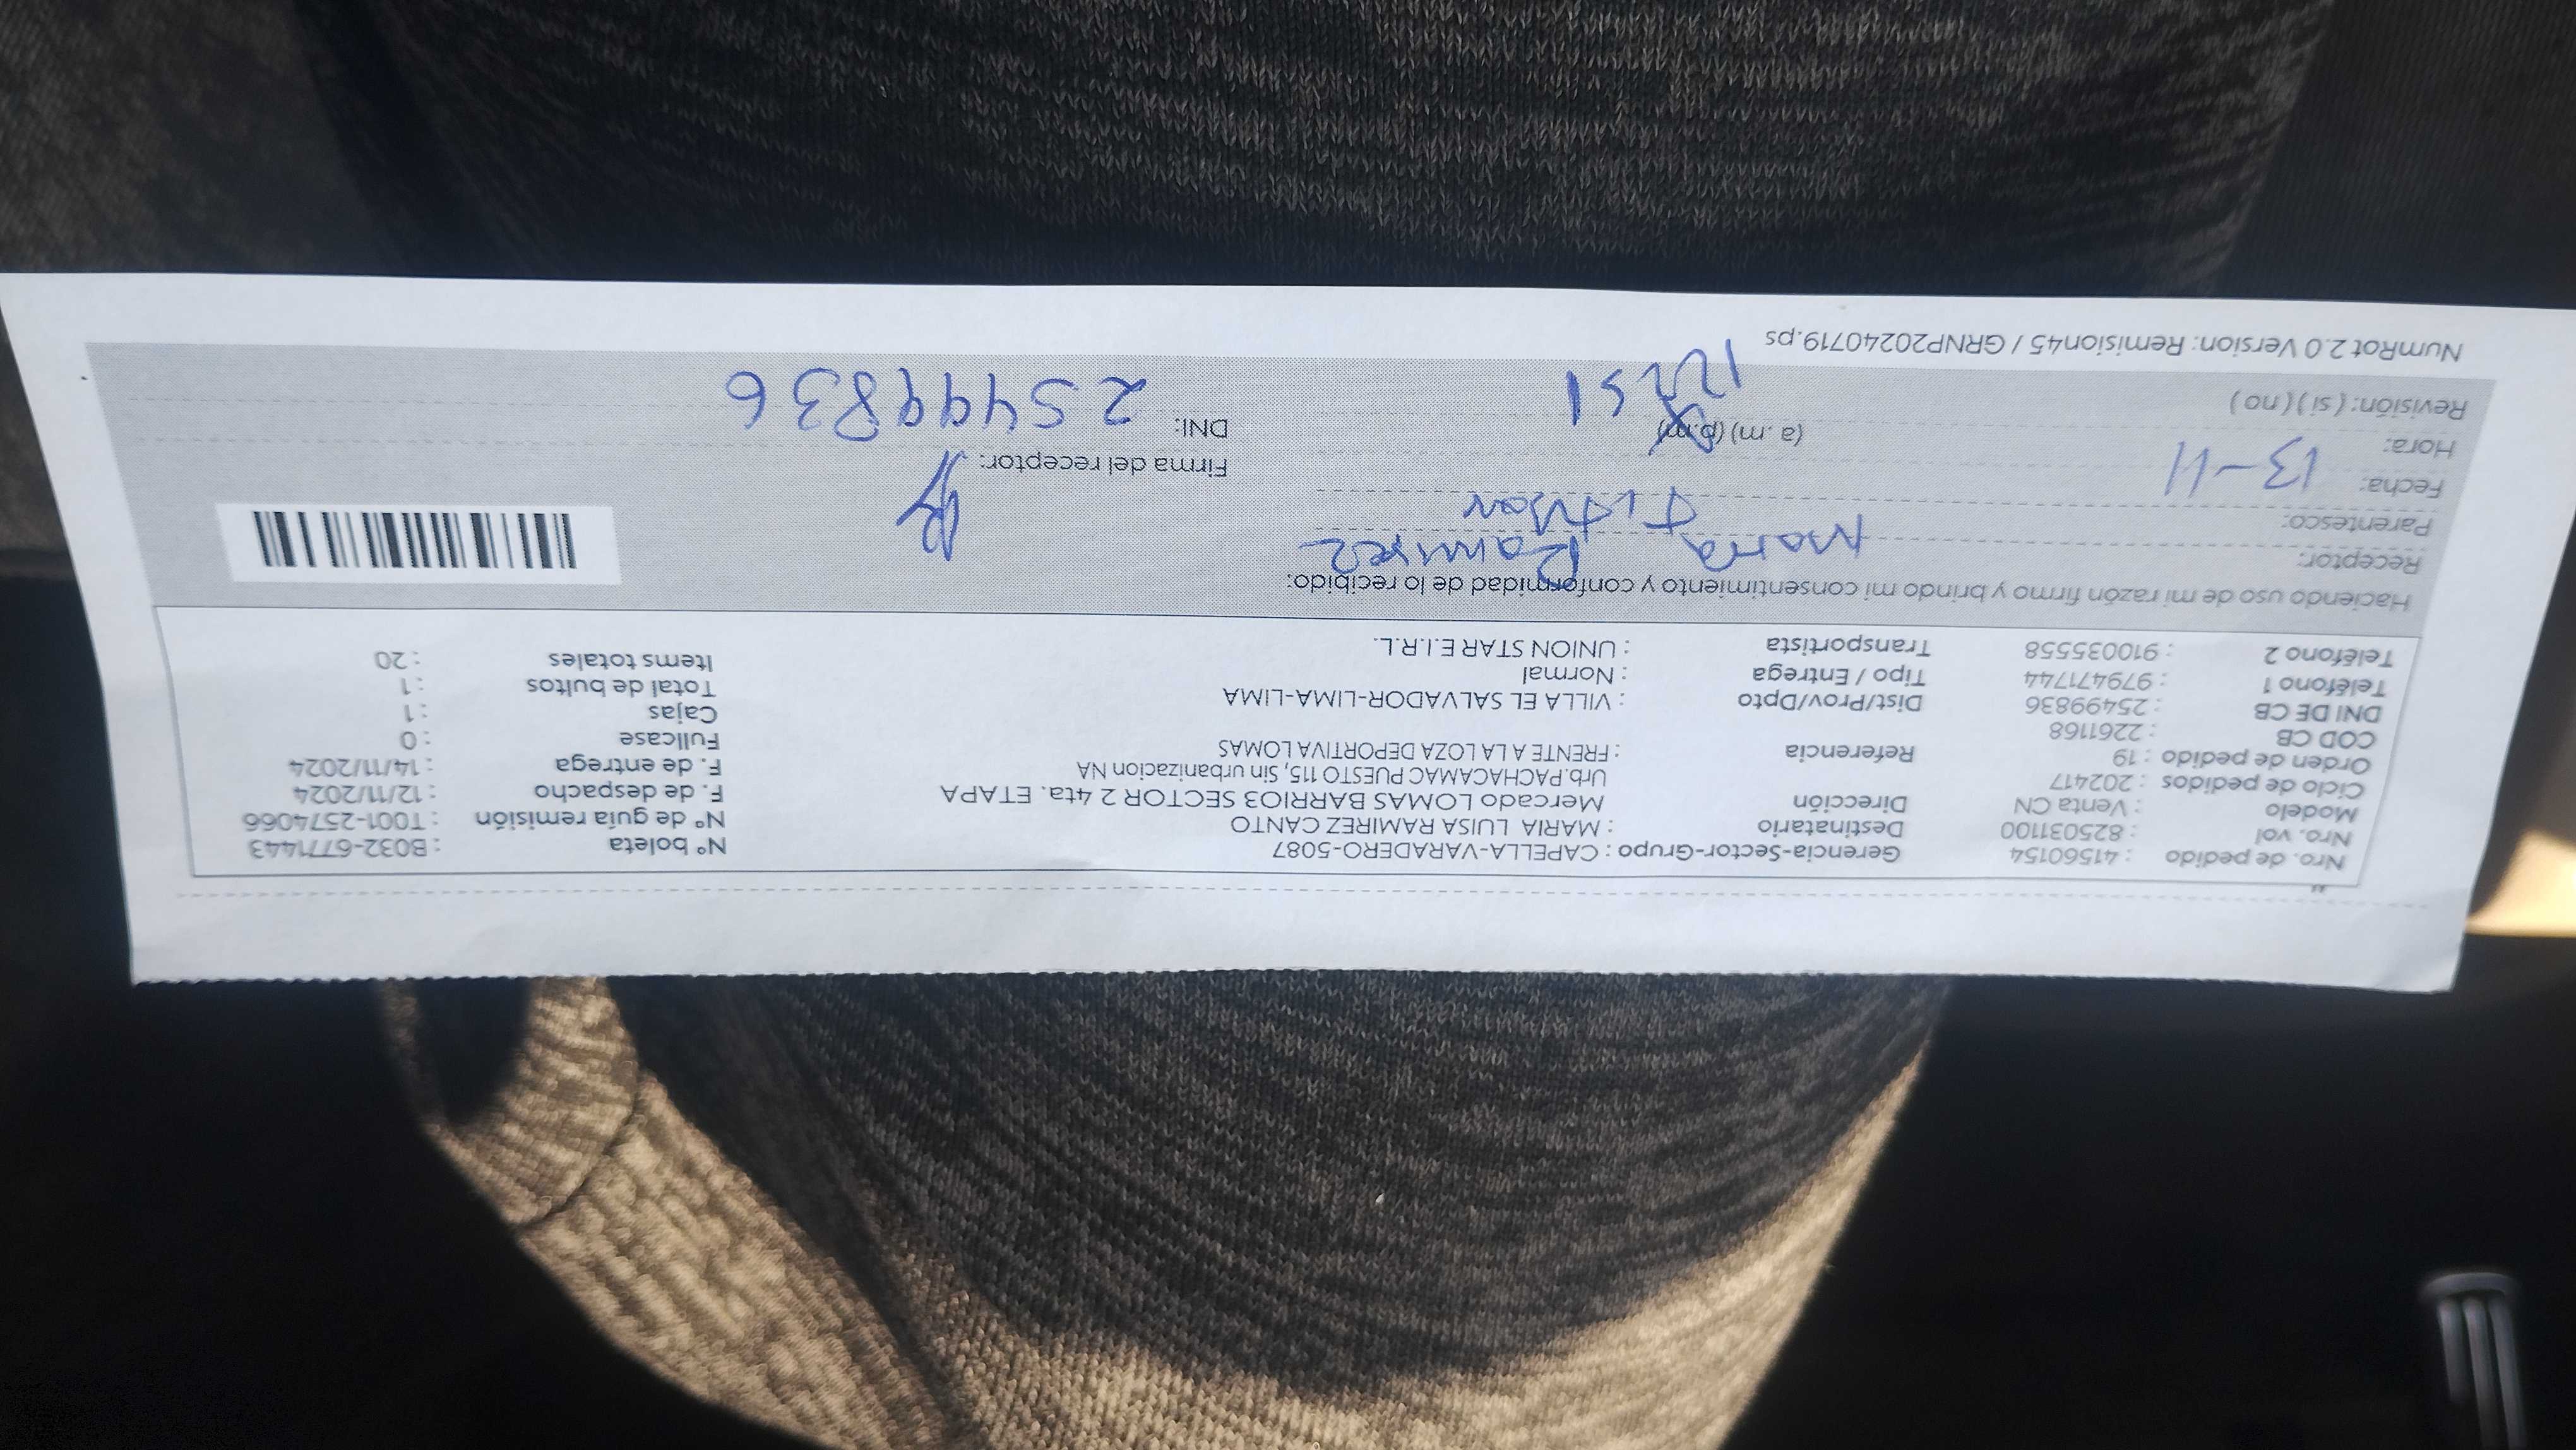 Nro. de pedido : 41560154 Gerencia-Sector-Grupo : CAPELLA-VARADERO-5087 N° boleta : B032-6771443
Nro. vol : 825031100 Destinatario : MARIA LUISA RAMIREZ CANTO N° de guía remisión : T001-2574066
Modelo : Venta CN Dirección Mercado LOMAS BARRIO3 SECTOR 2 4ta. ETAPA F. de despacho : 12/11/2024
Ciclo de pedidos : 202417 Urb.PACHACAMAC PUESTO 115, Sin urbanizacion NA F. de entrega : 14/11/2024
Orden de pedido : 19 Referencia : FRENTE A LA LOZA DEPORTIVA LOMAS Fullcase : 0
COD CB : 2261168 Cajas : 1
DNI DE CB : 25499836 Dist/Prov/Dpto : VILLA EL SALVADOR-LIMA-LIMA Total de bultos : 1
Teléfono 1 : 979471744 Tipo / Entrega : Normal Items totales : 20
Teléfono 2 : 910035558 Transportista : UNION STAR E.I.R.L.
Haciendo uso de mi razón firmo y brindo mi consentimiento y conformidad de lo recibido:
Receptor: Maria Ramirez
Parentesco: Titular
Fecha: 13-11 Firma del receptor:
Hora: (a. m) (p.m) 12 51 DNI: 25499836
Revisión: ( si ) ( no )
NumRot 2.0 Version: Remision45 / GRNP20240719.ps